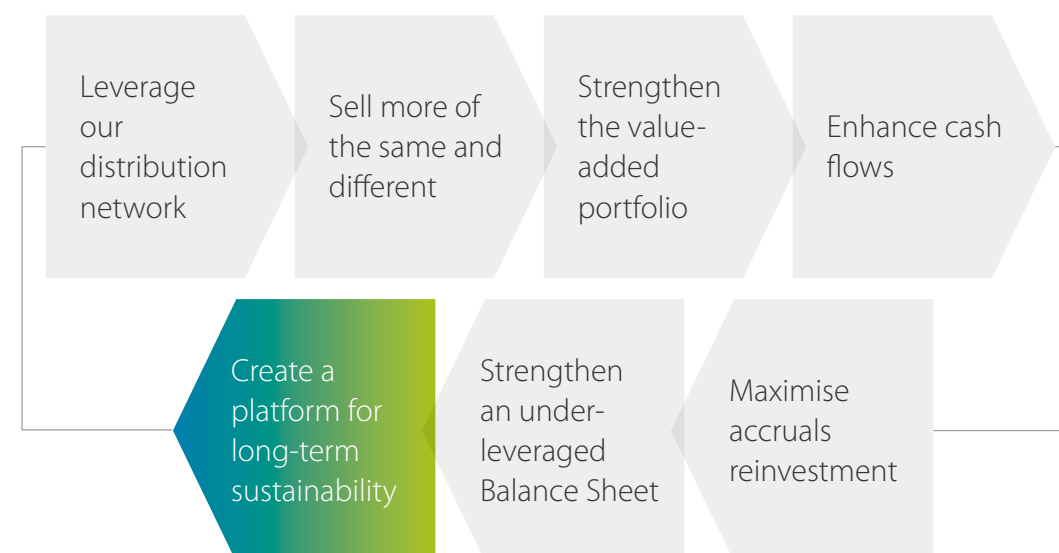 Leverage
our
distribution
network
Sell more of
the same and
different
Strengthen
the value-
added
portfolio
Enhance cash
flows
Maximise
accruals
reinvestment
Strengthen
an under-
leveraged
Balance Sheet
Create a
platform for
long-term
sustainability